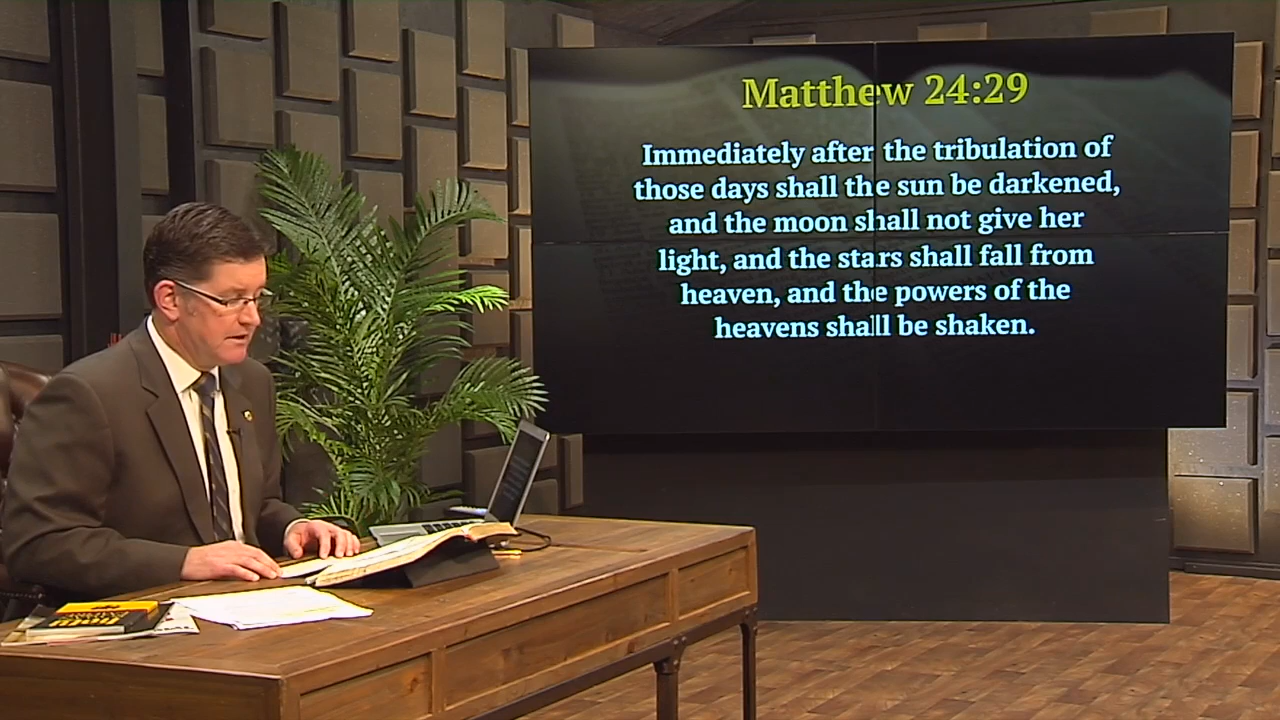 Matthew 24:29
Immediately after the tribulation of
those days shall the sun be darkened,
and the moon shall not give her
light, and the stars shall fall from
heaven, and the powers of the
heavens shall be shaken.